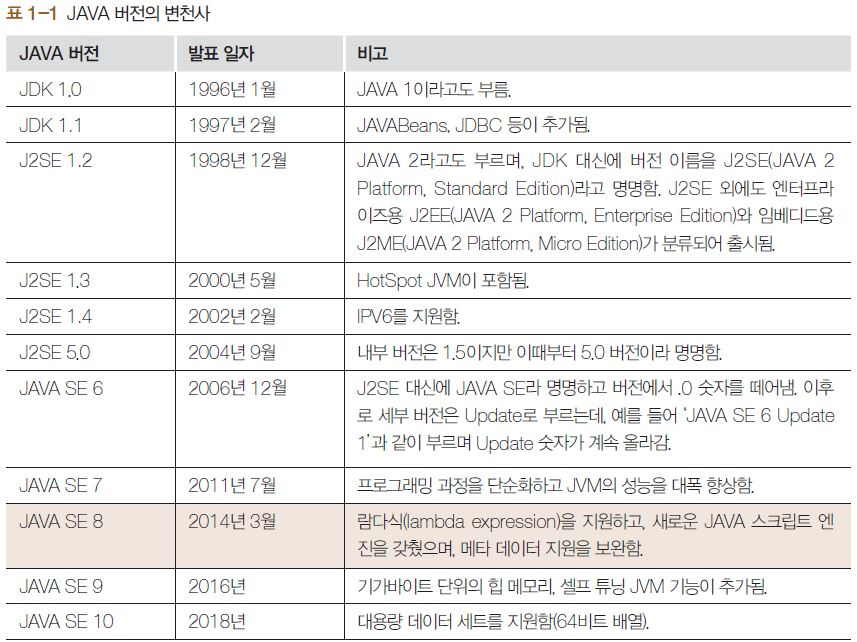 표 1-1 JAVA 버전의 변천사
JAVA 버전 발표 일자 비고
JDK 1.0 1996년 1월 JAVA 1이라고도 부름.
JDK 1.1 1997년 2월 JAVABeans, JDBC 등이 추가됨.
J2SE 1.2 1998년 12월 JAVA 2라고도 부르며, JDK 대신에 버전 이름을 J2SE(JAVA 2
Platform, Standard Edition)라고 명명함. J2SE 외에도 엔터프라
이즈용 J2EE(JAVA 2 Platform, Enterprise Edition)와 임베디드용
J2ME(JAVA 2 Platform, Micro Edition)가 분류되어 출시됨.
J2SE 1.3 2000년 5월 HotSpot JVM이 포함됨.
J2SE 1.4 2002년 2월 IPV6를 지원함.
J2SE 5.0 2004년 9월 내부 버전은 1.5이지만 이때부터 5.0 버전이라 명명함.
JAVA SE 6 2006년 12월 J2SE 대신에 JAVA SE라 명명하고 버전에서 .0 숫자를 떼어냄. 이후
로 세부 버전은 Update로 부르는데, 예를 들어 ‘JAVA SE 6 Update
1’과 같이 부르며 Update 숫자가 계속 올라감.
JAVA SE 7 2011년 7월 프로그래밍 과정을 단순화하고 JVM의 성능을 대폭 향상함.
JAVA SE 8 2014년 3월 람다식(lambda expression)을 지원하고, 새로운 JAVA 스크립트 엔
진을 갖췄으며, 메타 데이터 지원을 보완함.
JAVA SE 9 2016년 기가바이트 단위의 힙 메모리, 셀프 튜닝 JVM 기능이 추가됨.
JAVA SE 10 2018년 대용량 데이터 세트를 지원함(64비트 배열).